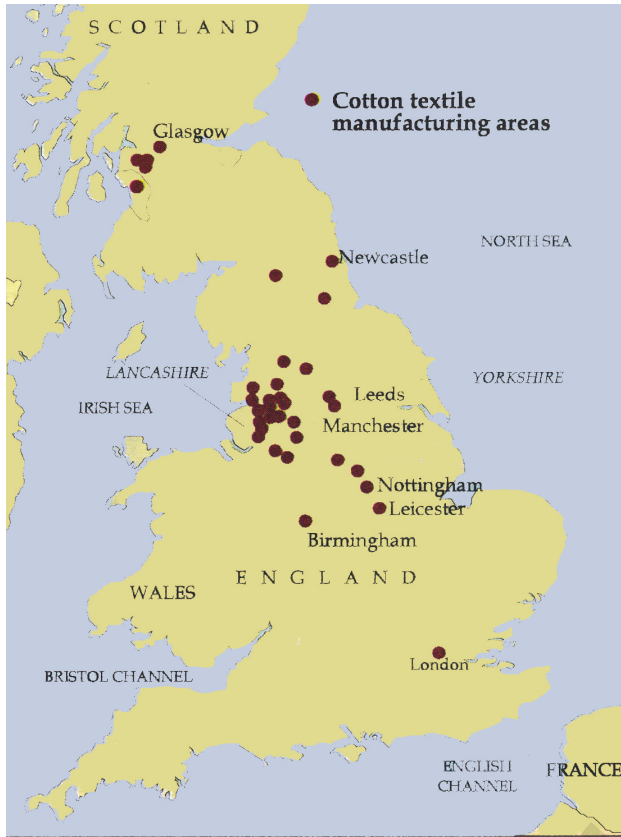 SCOTLAND
Cotton textile
manufacturing areas
Glasgow
NORTH SEA
Newcastle
LANCASHIRE
YORKSHIRE
Leeds
IRISH SEA
Manchester
Nottingham
Leicester
Birmingham
ENGLAND
WALES
London
BRISTOL CHANNEL
ENGLISH
CHANNEL
FRANCE